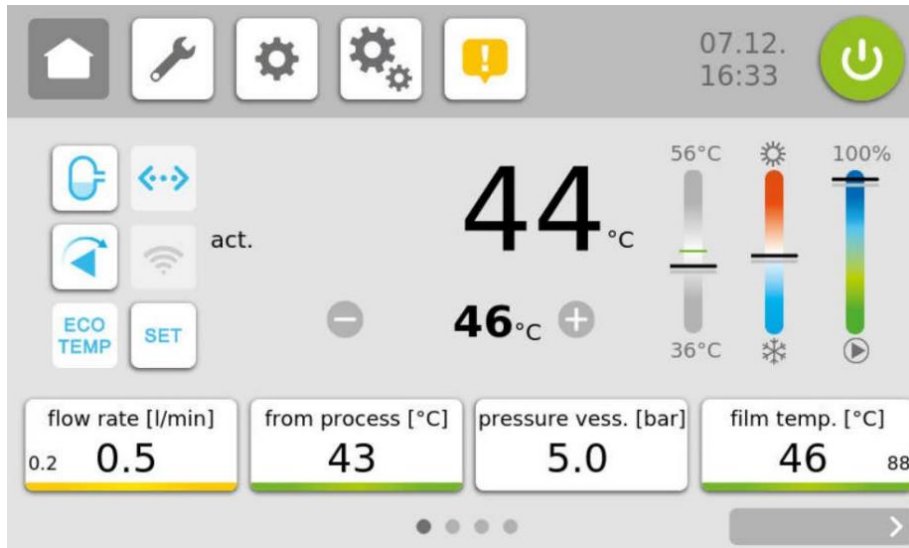 07.12.
16:33
56°C
100%
act.
44 °C
ECO
TEMP
SET
46 °C
36°C
flow rate [l/min]
0.2 0.5
from process [°C]
43
pressure vess. [bar]
5.0
film temp. [°C]
46 88